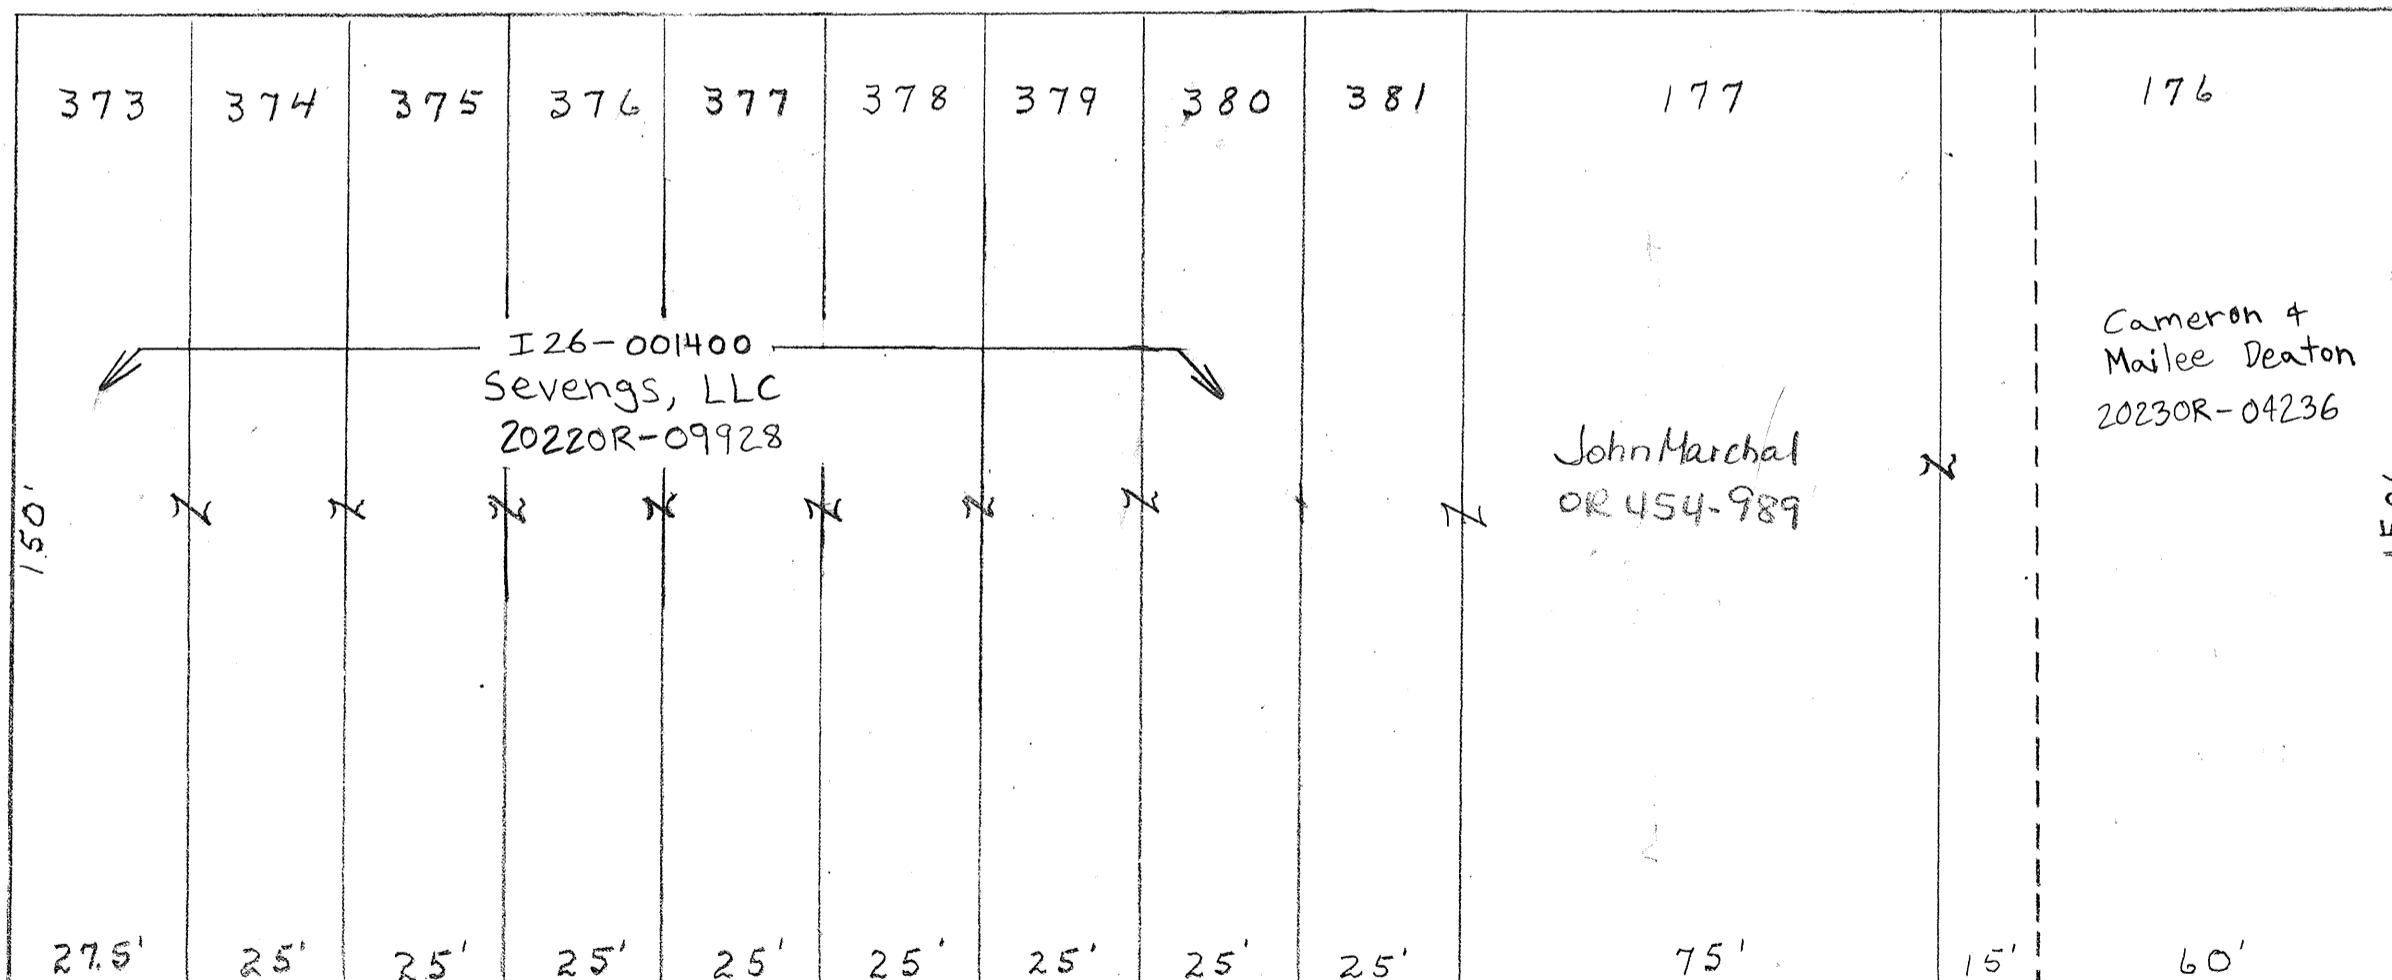 373 374 375 376 377 378 379 380 381 177 176
I26-001400
Sevengs, LLC
20220R-09928
Cameron &
Mailee Deaton
20230R-04236
John Marchal
OR 454-989
150'
27.5' 25' 25' 25' 25' 25' 25' 25' 25' 75' 15' 60'